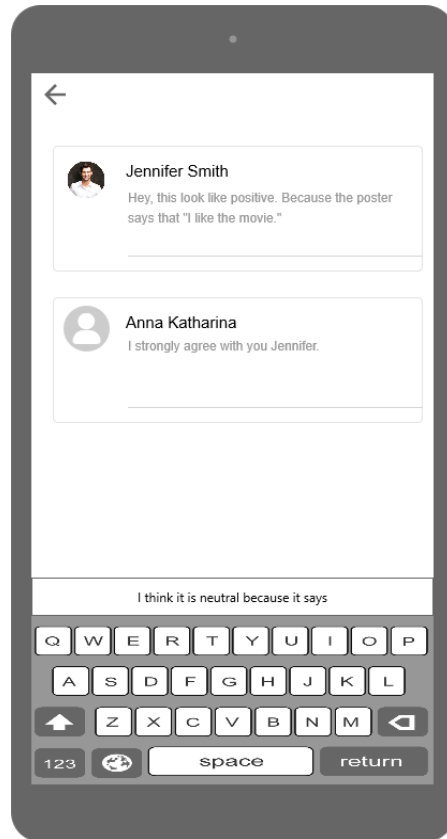 Jennifer Smith
Hey, this look like positive. Because the poster
says that "I like the movie."
Anna Katharina
I strongly agree with you Jennifer.
I think it is neutral because it says
Q W E R T Y U I O P
A S D F G H J K L
Z X C V B N M
123 space return